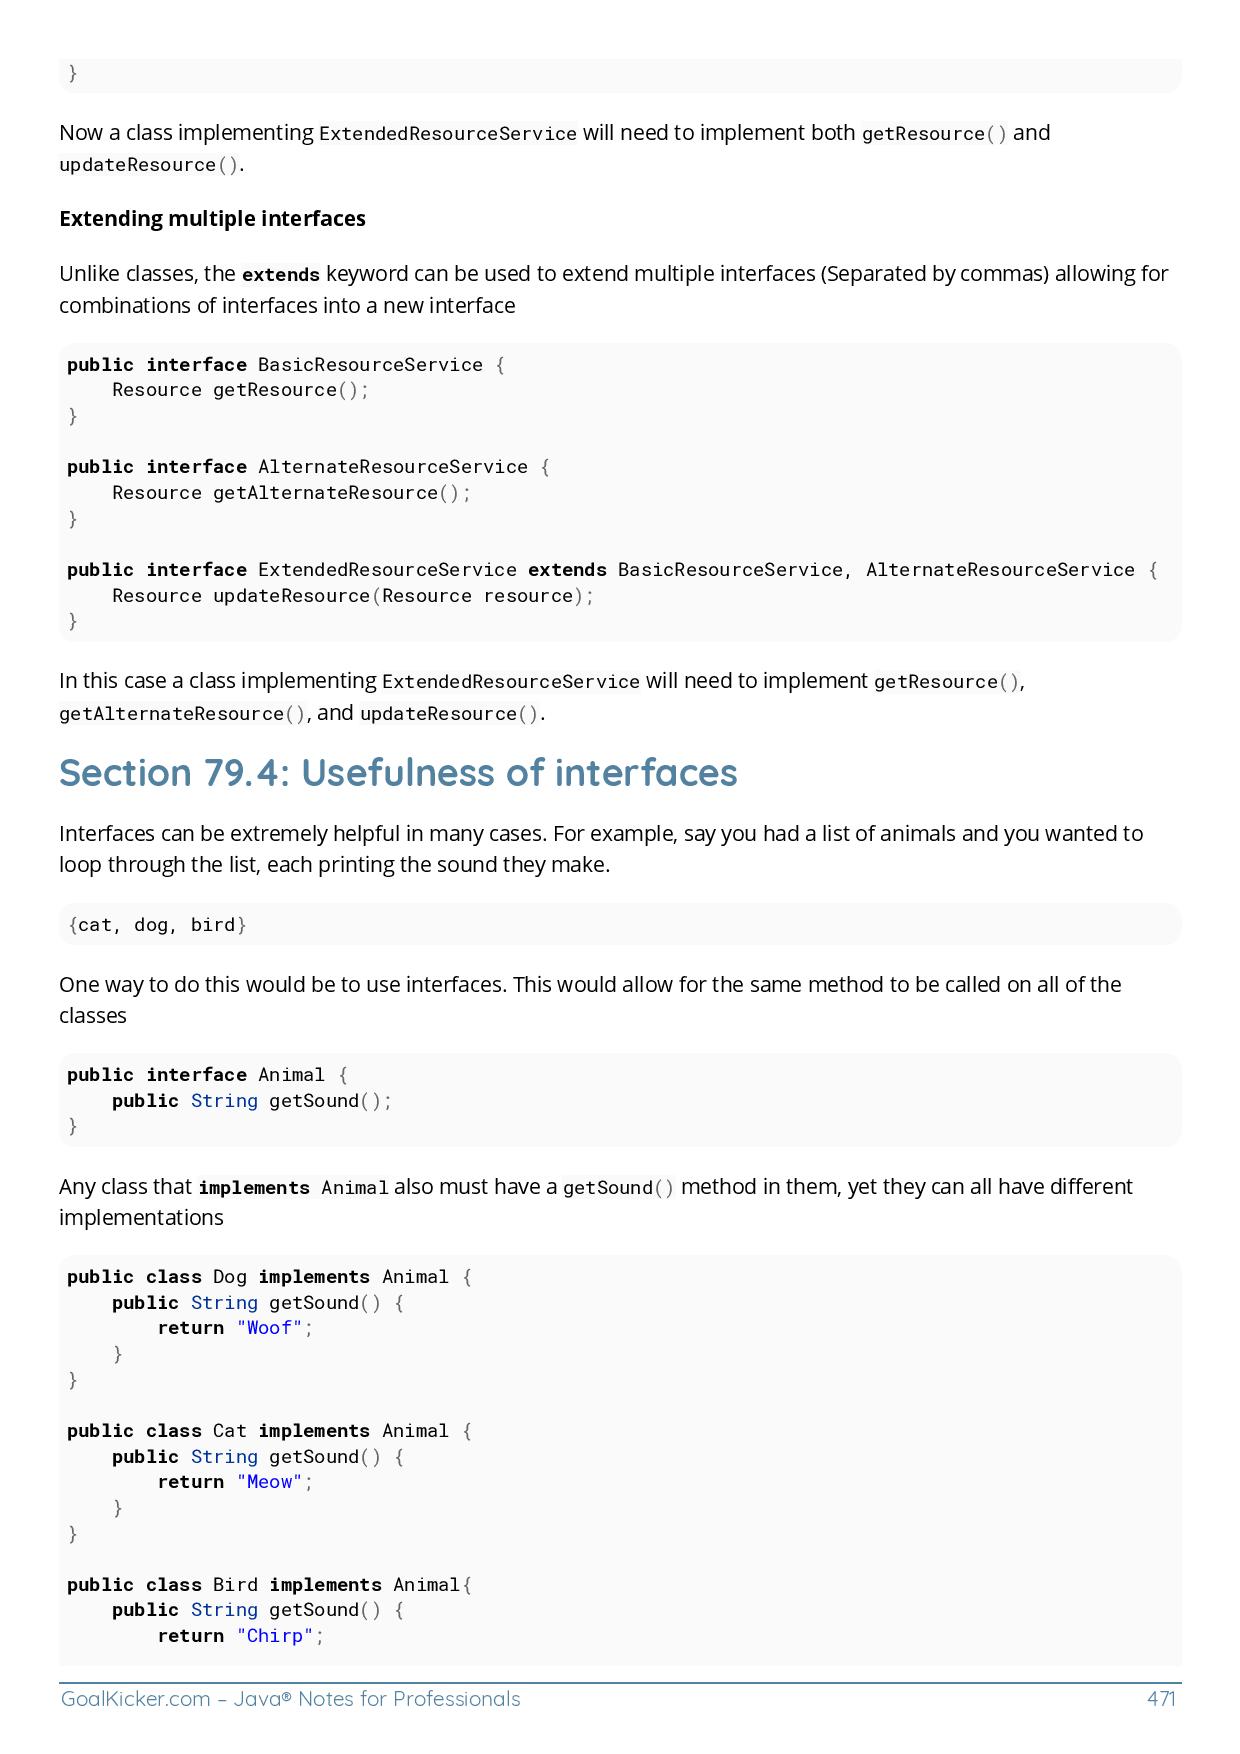 }
Now a class implementing ExtendedResourceService will need to implement both getResource() and
updateResource().
Extending multiple interfaces
Unlike classes, the extends keyword can be used to extend multiple interfaces (Separated by commas) allowing for
combinations of interfaces into a new interface
public interface BasicResourceService {
    Resource getResource();
}
public interface AlternateResourceService {
    Resource getAlternateResource();
}
public interface ExtendedResourceService extends BasicResourceService, AlternateResourceService {
    Resource updateResource(Resource resource);
}
In this case a class implementing ExtendedResourceService will need to implement getResource(),
getAlternateResource(), and updateResource().
Section 79.4: Usefulness of interfaces
Interfaces can be extremely helpful in many cases. For example, say you had a list of animals and you wanted to
loop through the list, each printing the sound they make.
{cat, dog, bird}
One way to do this would be to use interfaces. This would allow for the same method to be called on all of the
classes
public interface Animal {
    public String getSound();
}
Any class that implements Animal also must have a getSound() method in them, yet they can all have different
implementations
public class Dog implements Animal {
    public String getSound() {
        return "Woof";
    }
}
public class Cat implements Animal {
    public String getSound() {
        return "Meow";
    }
}
public class Bird implements Animal{
    public String getSound() {
        return "Chirp";
GoalKicker.com – Java® Notes for Professionals 471